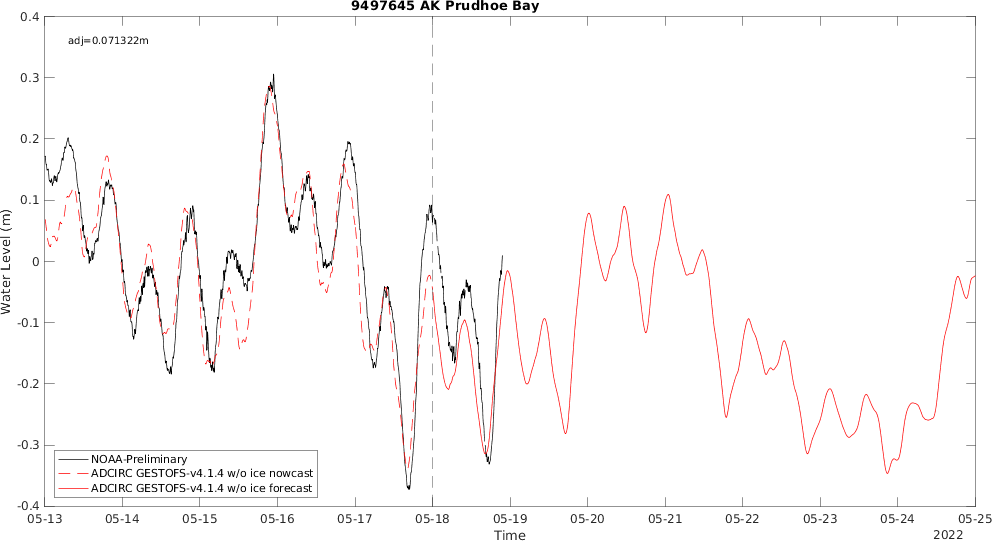 9497645 AK Prudhoe Bay
adj=0.071322m
0.4
0.3
0.2
0.1
0
-0.1
-0.2
-0.3
-0.4
Water Level (m)
NOAA-Preliminary
ADCIRC GESTOFS-v4.1.4 w/o ice nowcast
ADCIRC GESTOFS-v4.1.4 w/o ice forecast
05-13 05-14 05-15 05-16 05-17 05-18 05-19 05-20 05-21 05-22 05-23 05-24 05-25
Time
2022